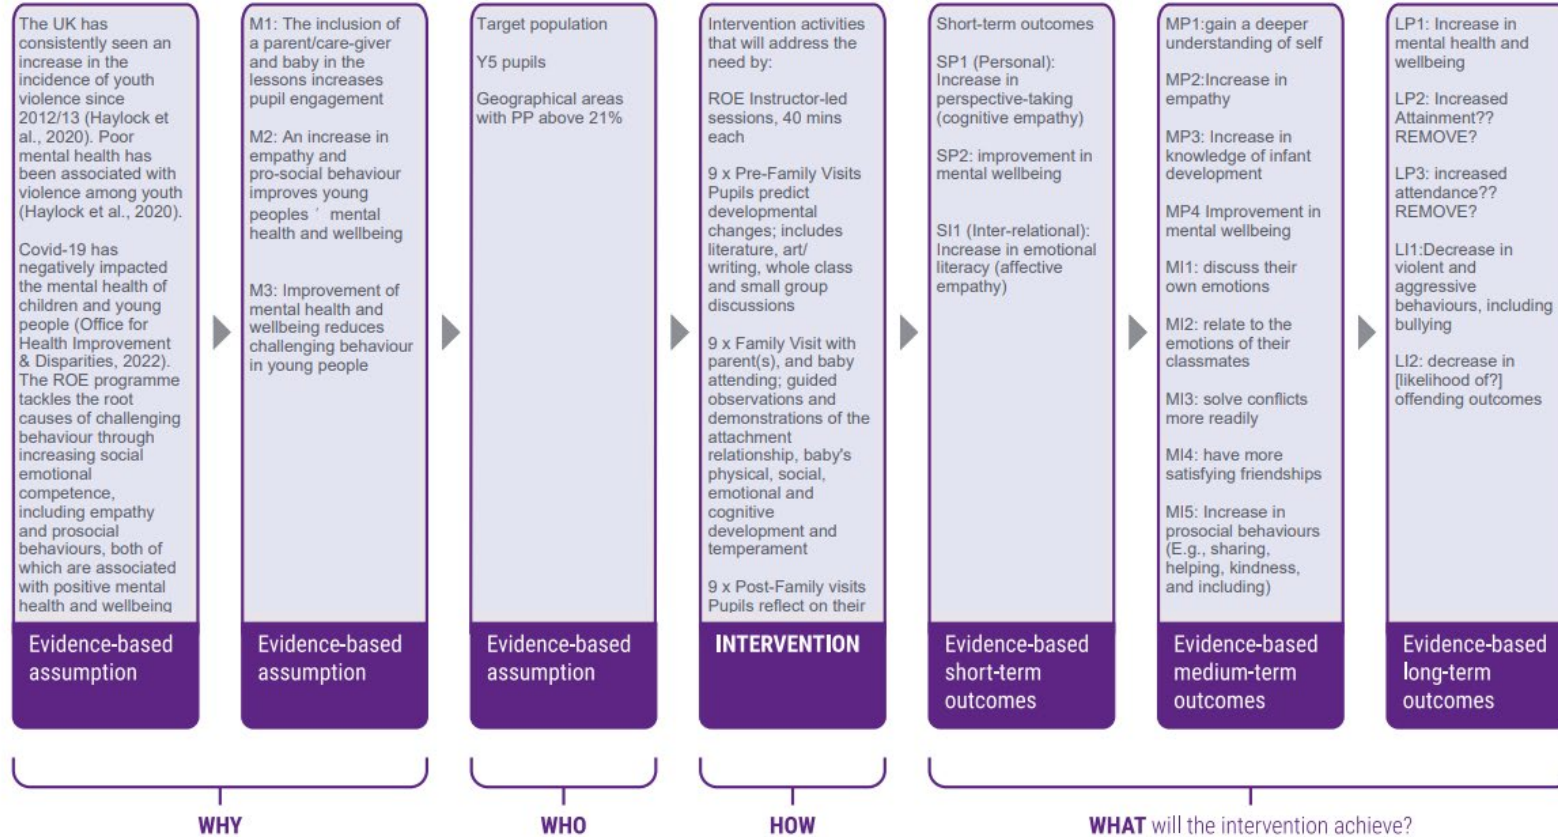 The UK has
consistently seen an
increase in the
incidence of youth
violence since
2012/13 (Haylock et
al., 2020). Poor
mental health has
been associated with
violence among youth
(Haylock et al., 2020).
Covid-19 has
negatively impacted
the mental health of
children and young
people (Office for
Health Improvement
& Disparities, 2022).
The ROE programme
tackles the root
causes of challenging
behaviour through
increasing social
emotional
competence,
including empathy
and prosocial
behaviours, both of
which are associated
with positive mental
health and wellbeing
Evidence-based
assumption
M1: The inclusion of
a parent/care-giver
and baby in the
lessons increases
pupil engagement
M2: An increase in
empathy and
pro-social behaviour
improves young
peoples ´ mental
health and wellbeing
M3: Improvement of
mental health and
wellbeing reduces
challenging behaviour
in young people
Evidence-based
assumption
Target population
Y5 pupils
Geographical areas
with PP above 21%
Evidence-based
assumption
Intervention activities
that will address the
need by:
ROE Instructor-led
sessions, 40 mins
each
9 x Pre-Family Visits
Pupils predict
developmental
changes; includes
literature, art/
writing, whole class
and small group
discussions
9 x Family Visit with
parent(s), and baby
attending; guided
observations and
demonstrations of the
attachment
relationship, baby's
physical, social,
emotional and
cognitive
development and
temperament
9 x Post-Family visits
Pupils reflect on their
INTERVENTION
Short-term outcomes
SP1 (Personal):
Increase in
perspective-taking
(cognitive empathy)
SP2: improvement in
mental wellbeing
SI1 (Inter-relational):
Increase in emotional
literacy (affective
empathy)
Evidence-based
short-term
outcomes
MP1:gain a deeper
understanding of self
MP2:Increase in
empathy
MP3: Increase in
knowledge of infant
development
MP4 Improvement in
mental wellbeing
MI1: discuss their
own emotions
MI2: relate to the
emotions of their
classmates
MI3: solve conflicts
more readily
MI4: have more
satisfying friendships
MI5: Increase in
prosocial behaviours
(E.g., sharing,
helping, kindness,
and including)
Evidence-based
medium-term
outcomes
LP1: Increase in
mental health and
wellbeing
LP2: Increased
Attainment??
REMOVE?
LP3: increased
attendance??
REMOVE?
LI1:Decrease in
violent and
aggressive
behaviours, including
bullying
LI2: decrease in
[likelihood of?]
offending outcomes
Evidence-based
long-term
outcomes
WHY
WHO
HOW
WHAT will the intervention achieve?